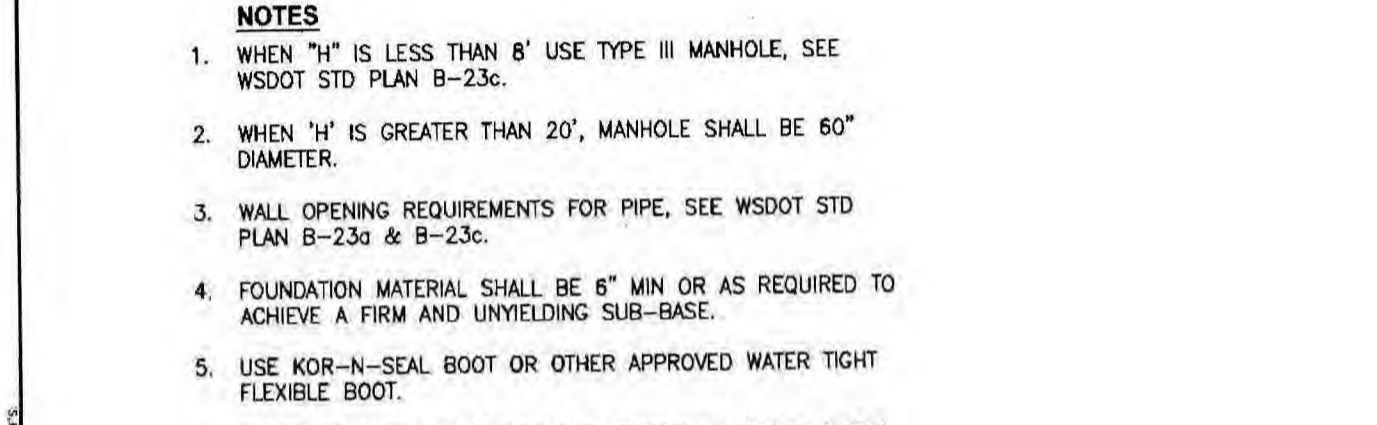 NOTES
1. WHEN "H" IS LESS THAN 8' USE TYPE III MANHOLE, SEE
WSDOT STD PLAN B-23c.
2. WHEN 'H' IS GREATER THAN 20', MANHOLE SHALL BE 60"
DIAMETER.
3. WALL OPENING REQUIREMENTS FOR PIPE, SEE WSDOT STD
PLAN B-23a & B-23c.
4. FOUNDATION MATERIAL SHALL BE 6" MIN OR AS REQUIRED TO
ACHIEVE A FIRM AND UNYIELDING SUB-BASE.
5. USE KOR-N-SEAL BOOT OR OTHER APPROVED WATER TIGHT
FLEXIBLE BOOT.